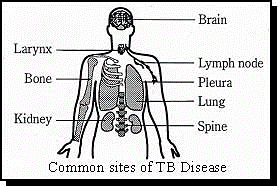 Brain
Larynx
Lymph node
Bone
Pleura
Lung
Kidney
Spine
Common sites of TB Disease